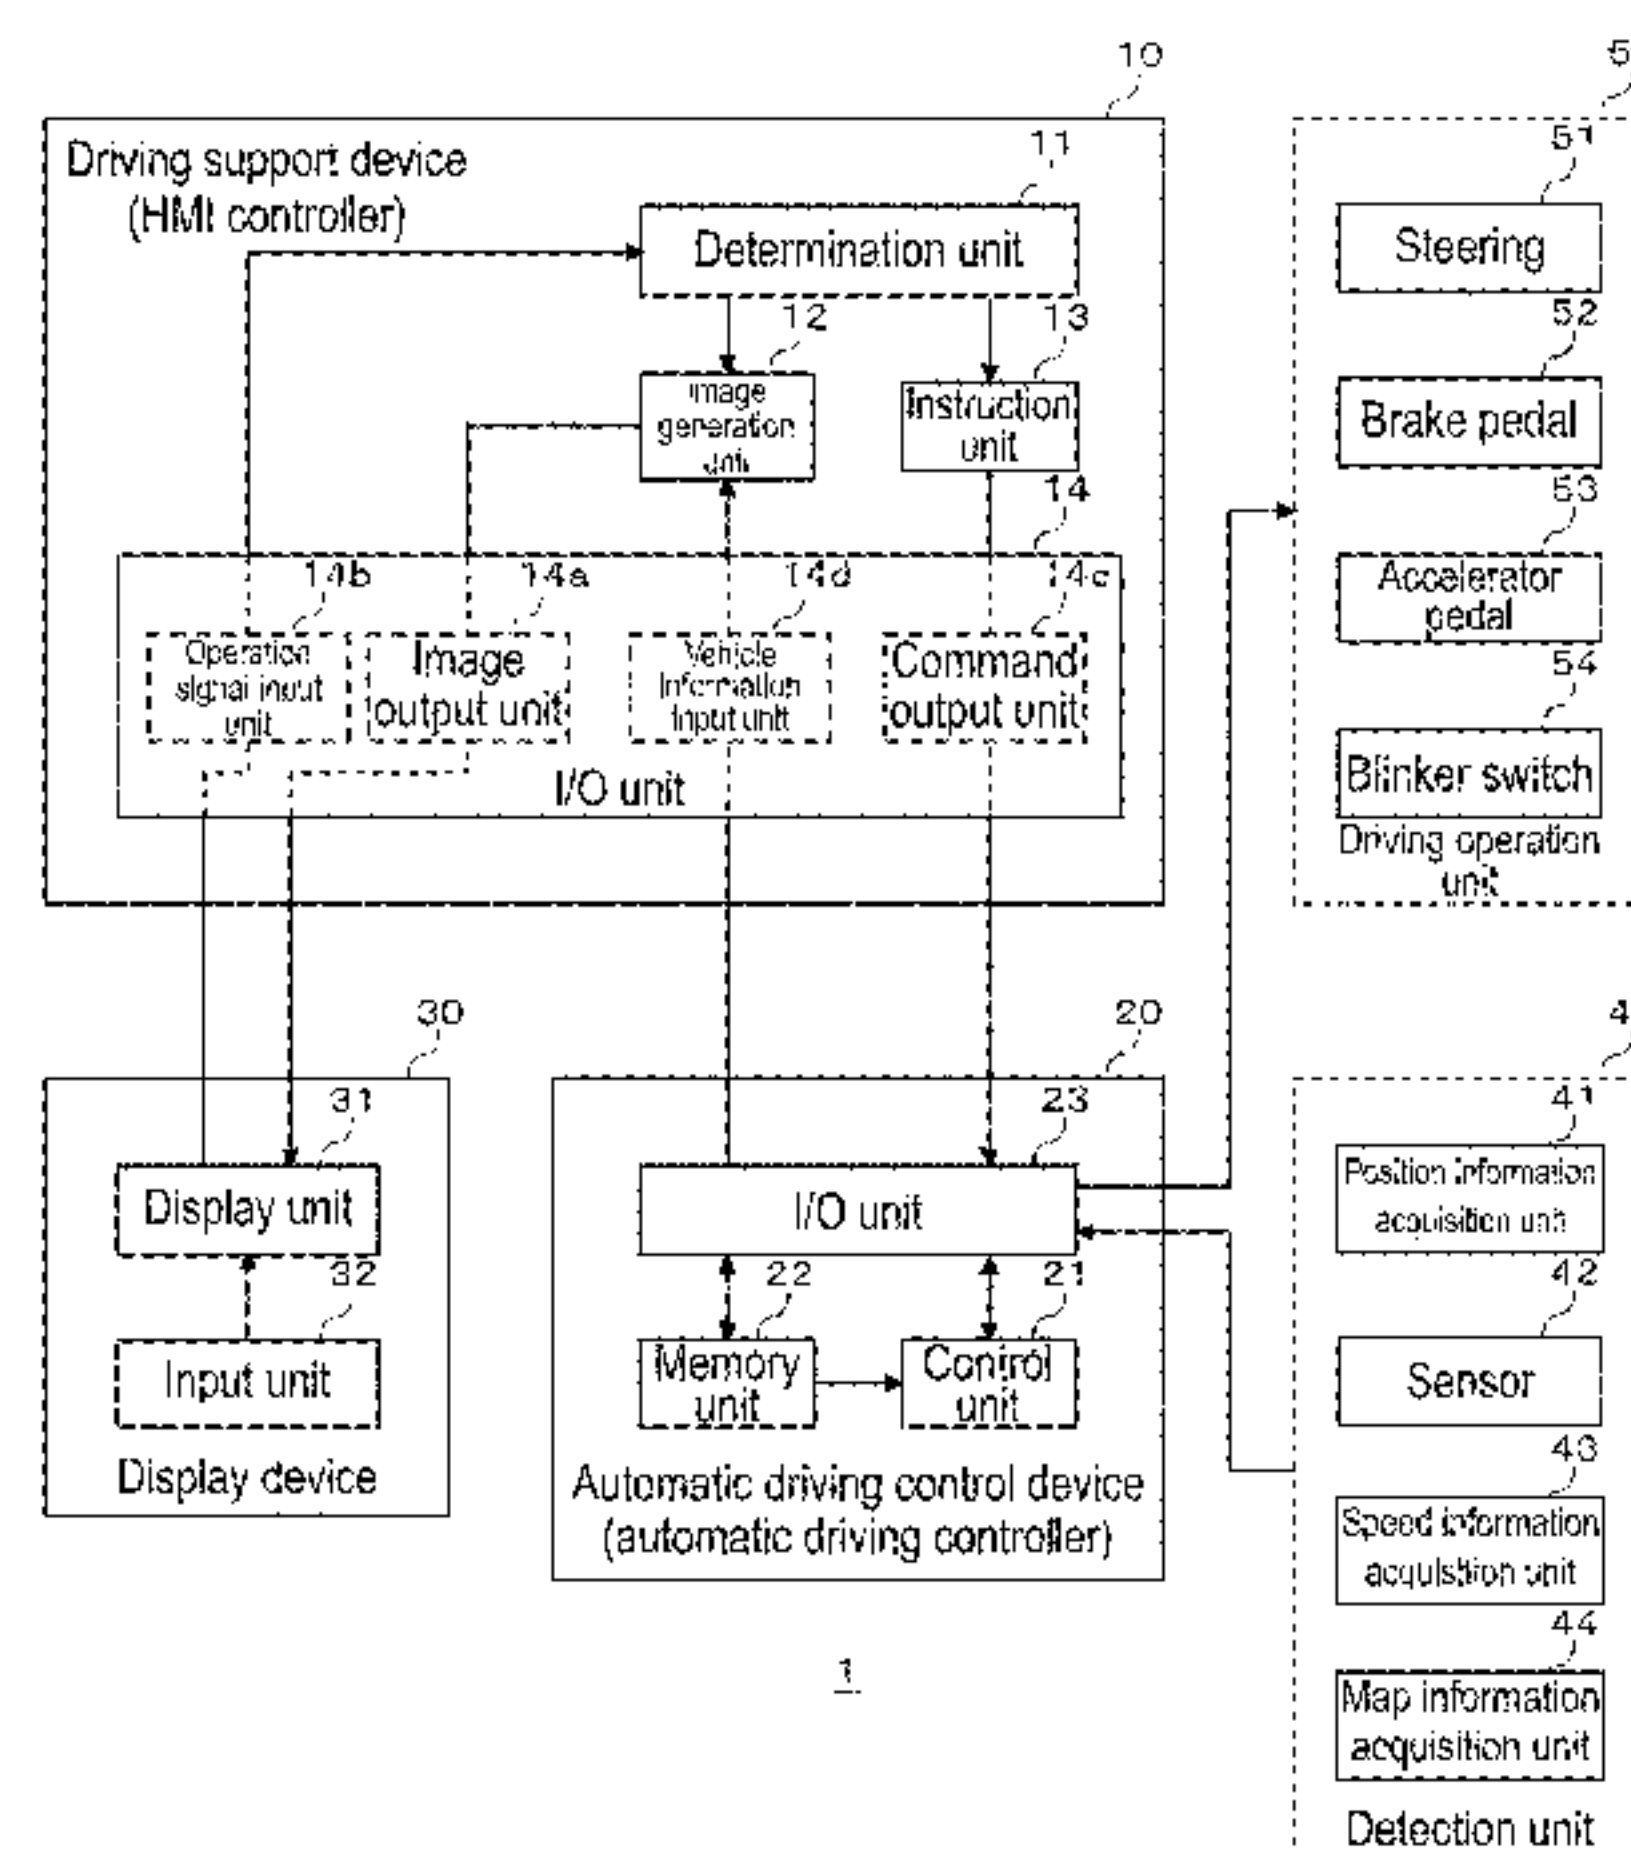 10
5
Driving support device
(HMI controller)
11
Determination unit
12
13
Image
generation
unit
Instruction
unit
14
14b
14a
14d
14c
Operation
signal input
unit
Image
output unit
Vehicle
Information
Input unit
Command
output unit
I/O unit
51
Steering
52
Brake pedal
53
Accelerator
pedal
54
Blinker switch
Driving operation
unit
30
31
Display unit
32
Input unit
Display device
20
23
I/O unit
22
21
Memory
unit
Control
unit
Automatic driving control device
(automatic driving controller)
4
41
Position information
acquisition unit
42
Sensor
43
Speed information
acquisition unit
44
Map information
acquisition unit
Detection unit
1